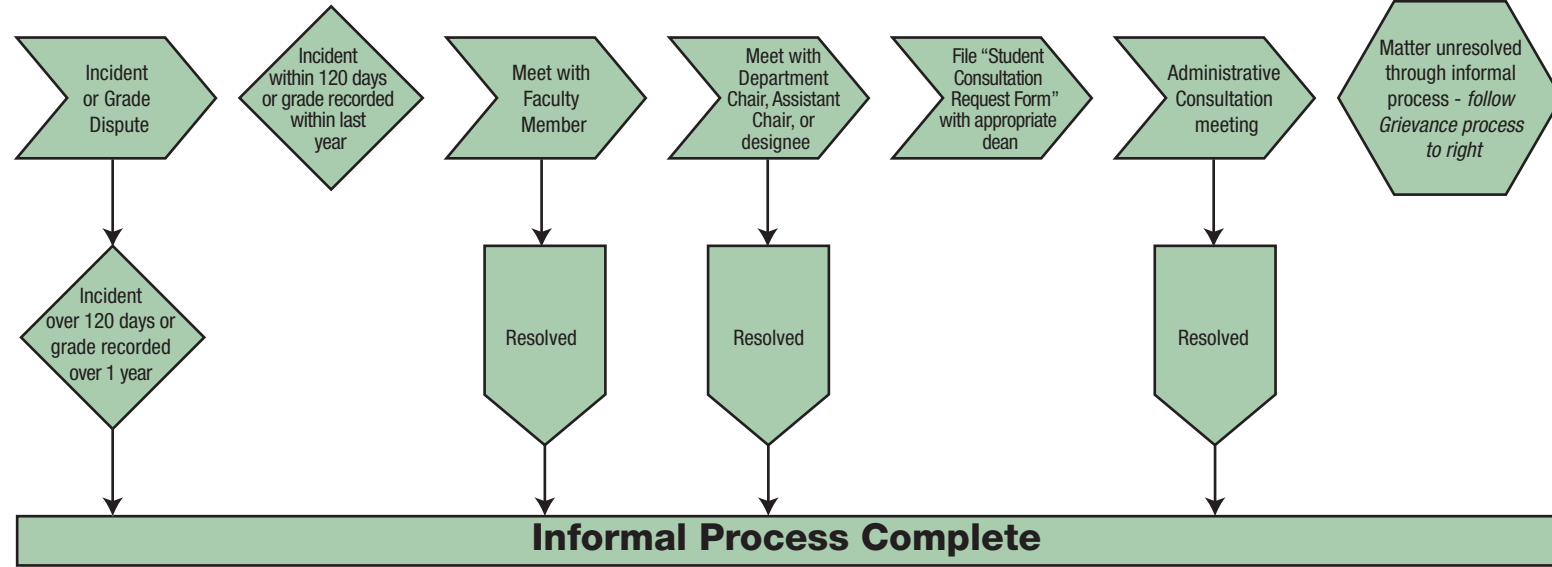 Incident
or Grade
Dispute
Incident
within 120 days
or grade recorded
within last
year
Meet with
Faculty
Member
Meet with
Department
Chair, Assistant
Chair, or
designee
File “Student
Consultation
Request Form”
with appropriate
dean
Administrative
Consultation
meeting
Matter unresolved
through informal
process - follow
Grievance process
to right
Incident
over 120 days or
grade recorded
over 1 year
Resolved
Resolved
Resolved
Informal Process Complete